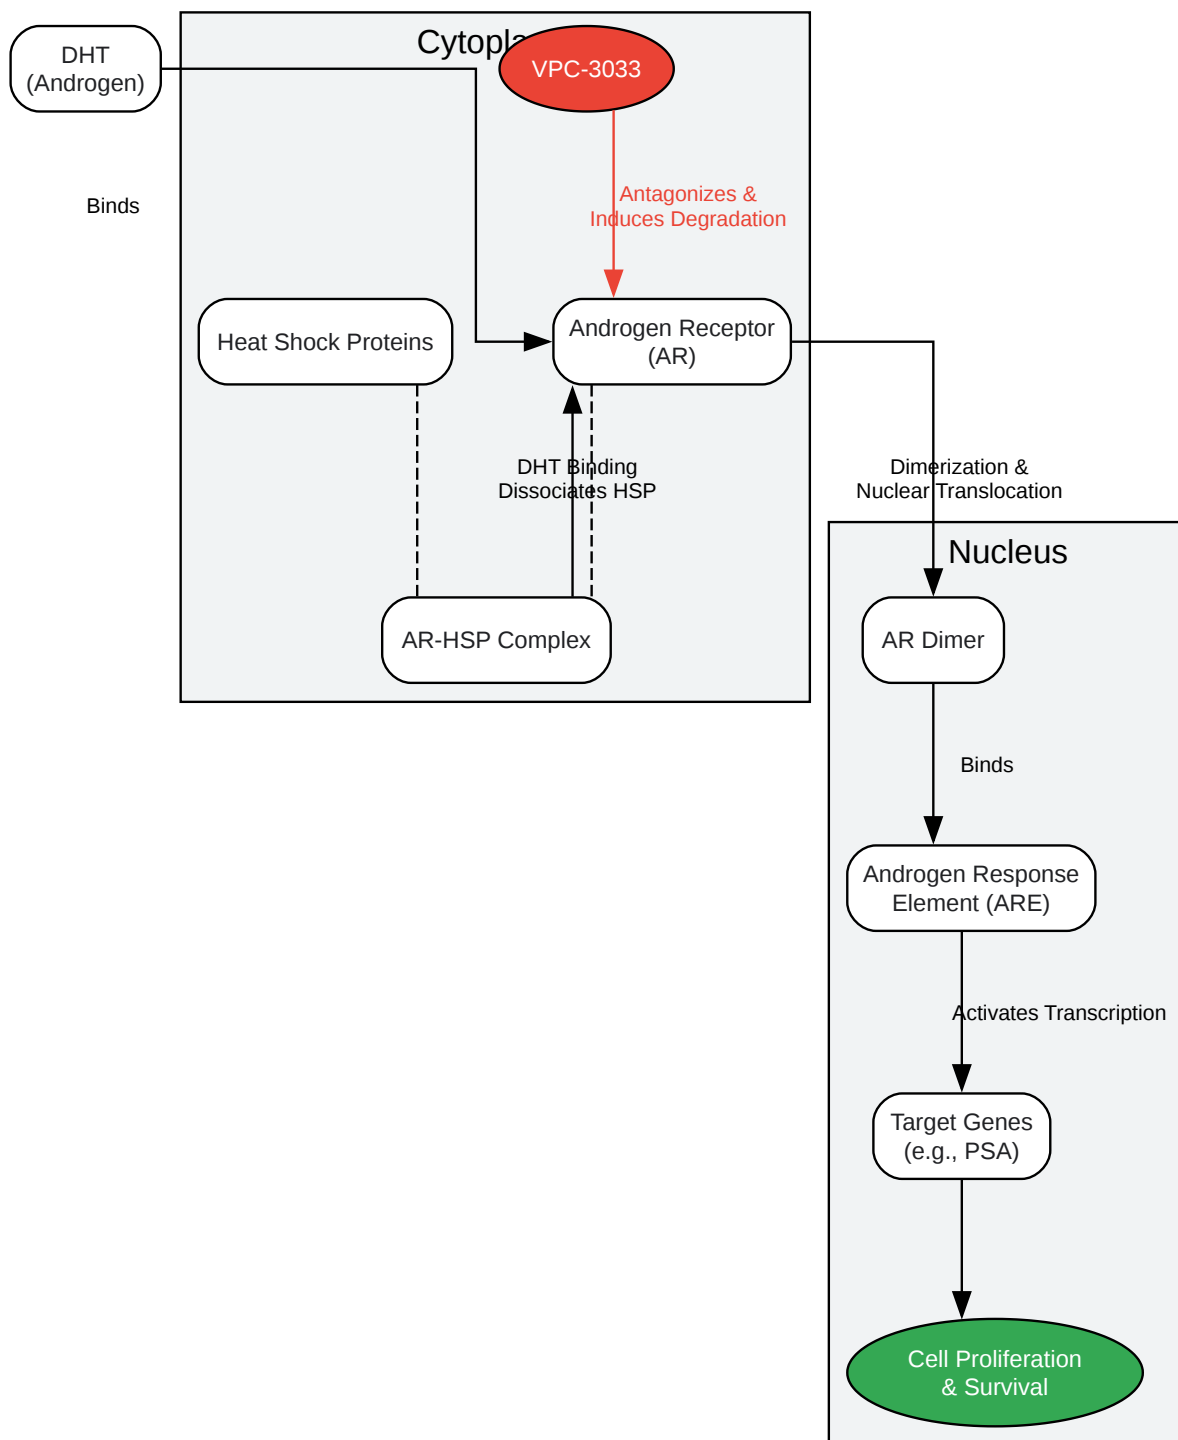 DHT
(Androgen)
Cytopla
VPC-3033
Binds
Antagonizes &
Induces Degradation
Heat Shock Proteins
Androgen Receptor
(AR)
DHT Binding
Dissociates HSP
Dimerization &
Nuclear Translocation
Nucleus
AR-HSP Complex
AR Dimer
Binds
Androgen Response
Element (ARE)
Activates Transcription
Target Genes
(e.g., PSA)
Cell Proliferation
& Survival